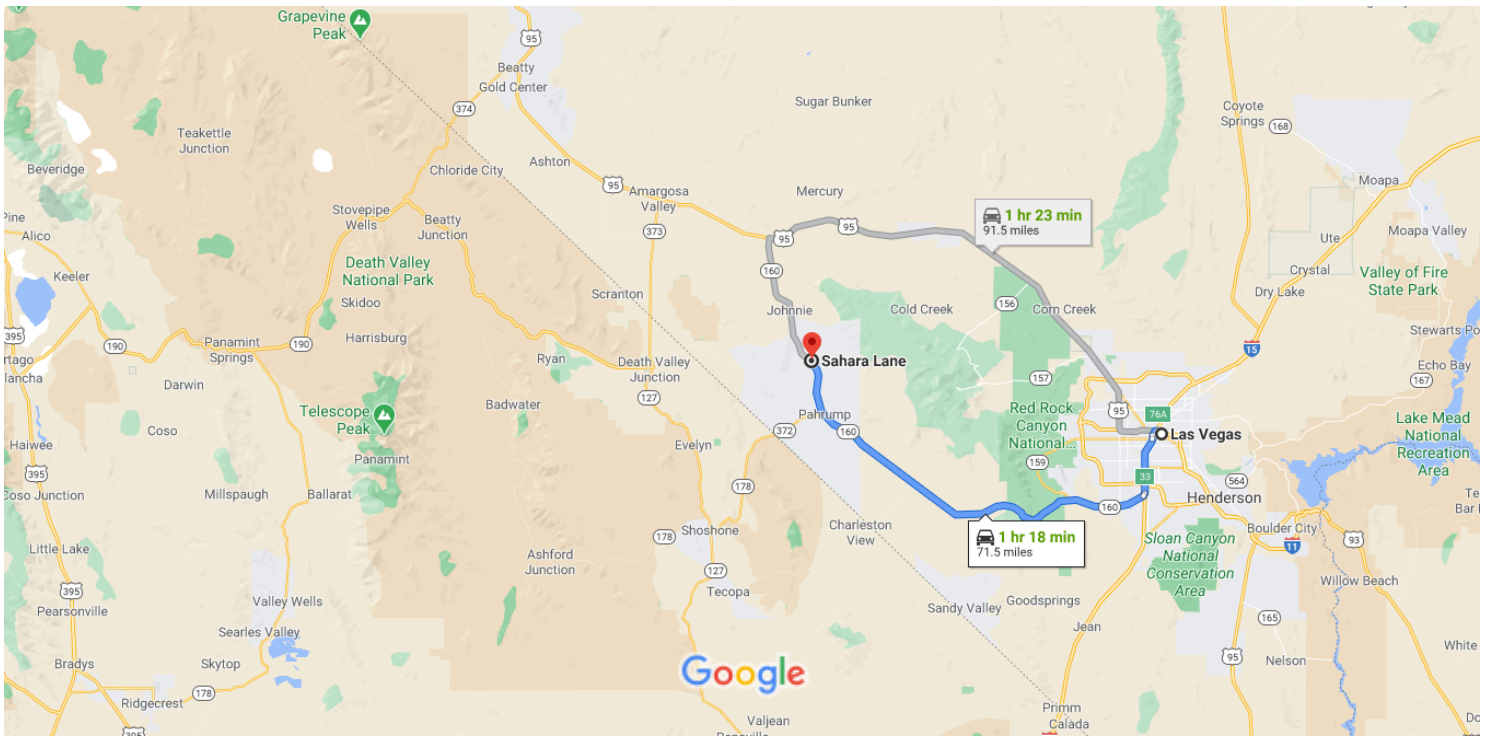 Grapevine
Peak
95
Beatty
Gold Center
374
Sugar Bunker
Coyote
Springs
168
Teakettle
Junction
Beveridge
Chloride City
Ashton
95
Amargosa
Valley
Mercury
Moapa
1 hr 23 min
91.5 miles
Pine
Alico
Stovepipe
Wells
Beatty
Junction
373
95
95
Ute
Moapa Valley
Keeler
Death Valley
National Park
160
Crystal
Valley of Fire
State Park
Skidoo
Scranton
Johnnie
Cold Creek
156
Corn Creek
Dry Lake
395
190
Panamint
Springs
190
Harrisburg
Stewarts Po
15
rtago
lancha
Darwin
Ryan
Death Valley
Junction
Sahara Lane
Echo Bay
167
127
157
Telescope
Peak
Badwater
Pahrump
Red Rock
Canyon
National...
95
76A
Las Vegas
Lake Mead
National
Recreation
Area
Coso
Haiwee
372
160
Evelyn
Panamint
159
395
Coso Junction
Millspaugh
Ballarat
178
33
564
Henderson
160
Te
Bar
Shoshone
178
Charleston
View
1 hr 18 min
71.5 miles
Boulder City
93
11
Little Lake
Ashford
Junction
Sloan Canyon
National
Conservation
Area
127
Tecopa
Willow Beach
395
Pearsonville
Valley Wells
Sandy Valley
Goodsprings
165
Searles Valley
Jean
Bradys
Skytop
Google
95
Nelson
White
178
Ridgecrest
Primm
Calada
Valjean
395